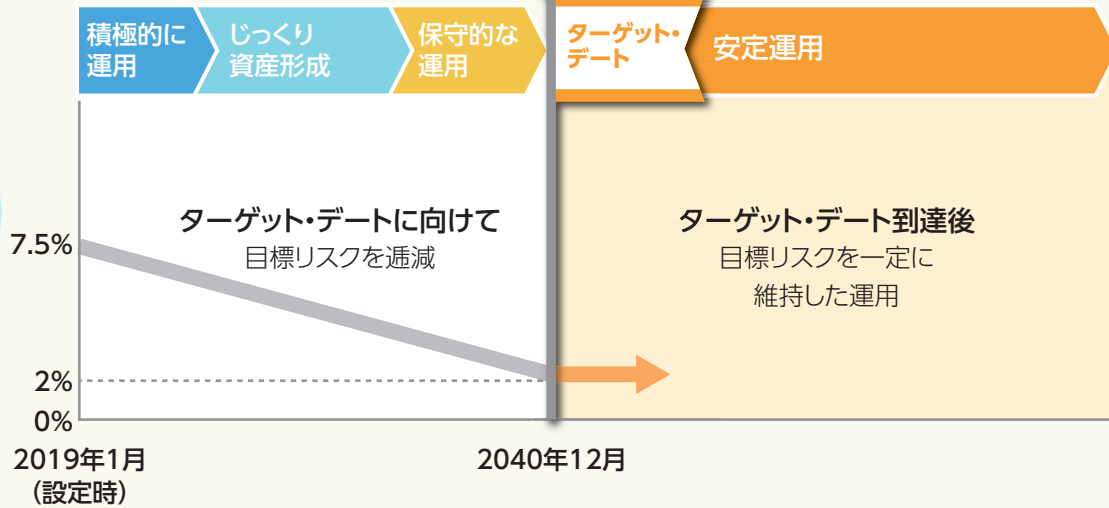 積極的に
運用
じっくり
資産形成
保守的な
運用
ターゲット・
デート
安定運用
ターゲット・デートに向けて
目標リスクを逓減
ターゲット・デート到達後
目標リスクを一定に
維持した運用
7.5%
2%
0%
2019年1月
(設定時)
2040年12月